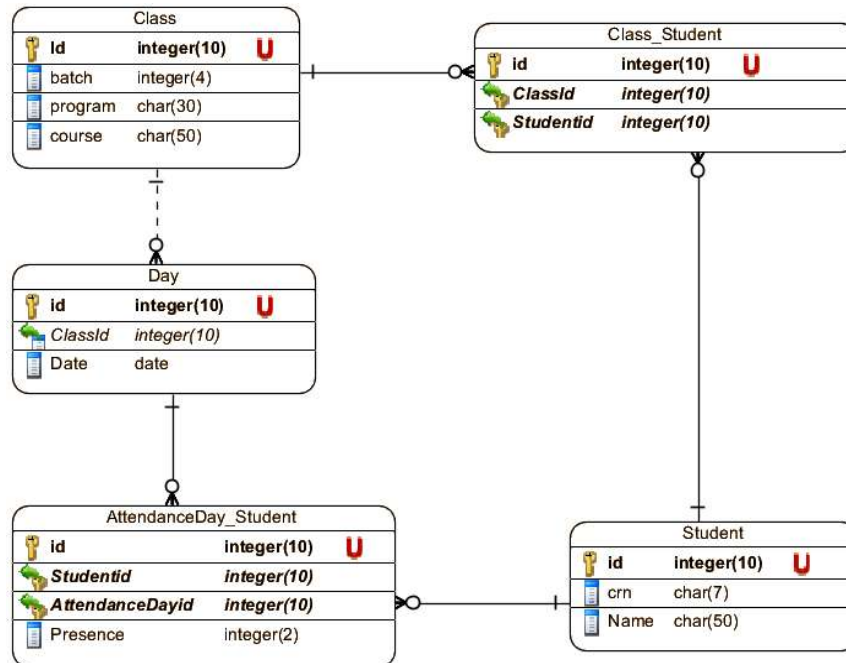 Class
Id integer(10) U
batch integer(4)
program char(30)
course char(50)
Class_Student
id integer(10) U
ClassId integer(10)
Studentid integer(10)
Day
id integer(10) U
ClassId integer(10)
Date date
AttendanceDay_Student
id integer(10) U
Studentid integer(10)
AttendanceDayid integer(10)
Presence integer(2)
Student
id integer(10) U
crn char(7)
Name char(50)